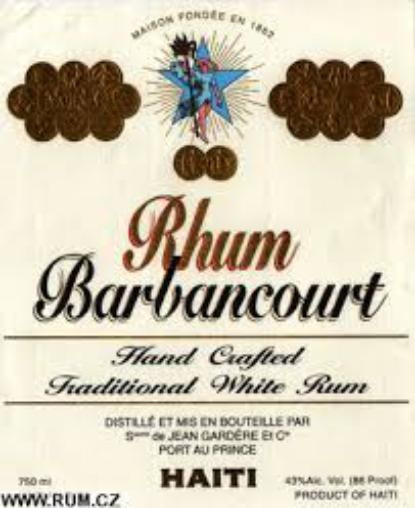 MAISON FONDÉE EN 1862
Rhum
Barbancourt
Hand Crafted
Traditional White Rum
DISTILLÉ ET MIS EN BOUTEILLE PAR
Sᵗᵉ de JEAN GARDÈRE Et Cⁱᵉ
PORT AU PRINCE
750 ml
HAITI
43%Alc. Vol. (86 Proof)
PRODUCT OF HAITI
WWW.RUM.CZ